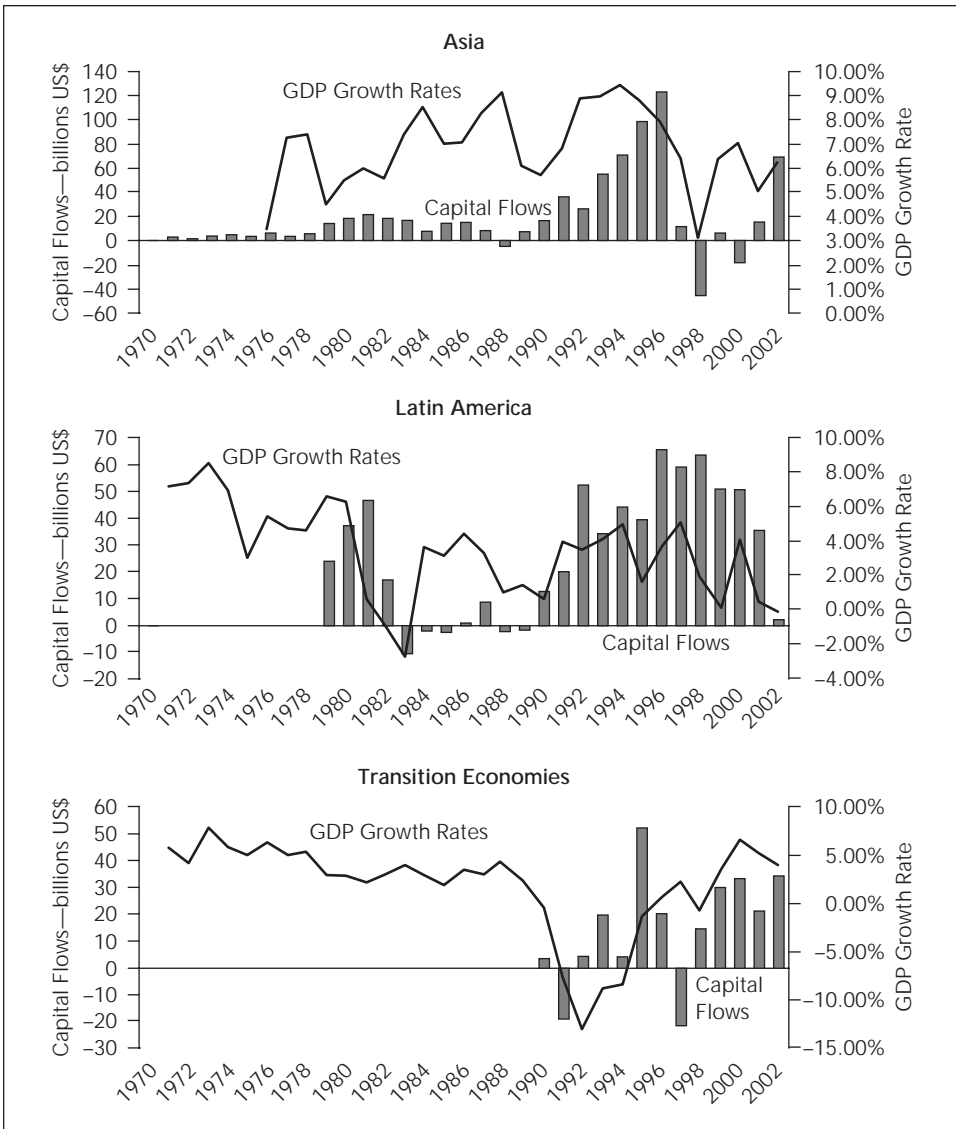 Asia
Capital Flows—billions US$
140
120
100
80
60
40
20
0
–20
–40
–60
GDP Growth Rates
Capital Flows
10.00%
9.00%
8.00%
7.00%
6.00%
5.00%
4.00%
3.00%
2.00%
1.00%
0.00%
GDP Growth Rate
1970 1972 1974 1976 1978 1980 1982 1984 1986 1988 1990 1992 1994 1996 1998 2000 2002
Latin America
Capital Flows—billions US$
70
60
50
40
30
20
10
0
–10
–20
GDP Growth Rates
Capital Flows
10.00%
8.00%
6.00%
4.00%
2.00%
0.00%
–2.00%
–4.00%
GDP Growth Rate
1970 1972 1974 1976 1978 1980 1982 1984 1986 1988 1990 1992 1994 1996 1998 2000 2002
Transition Economies
Capital Flows—billions US$
60
50
40
30
20
10
0
–10
–20
–30
GDP Growth Rates
Capital
Flows
10.00%
5.00%
0.00%
–5.00%
–10.00%
–15.00%
GDP Growth Rate
1970 1972 1974 1976 1978 1980 1982 1984 1986 1988 1990 1992 1994 1996 1998 2000 2002